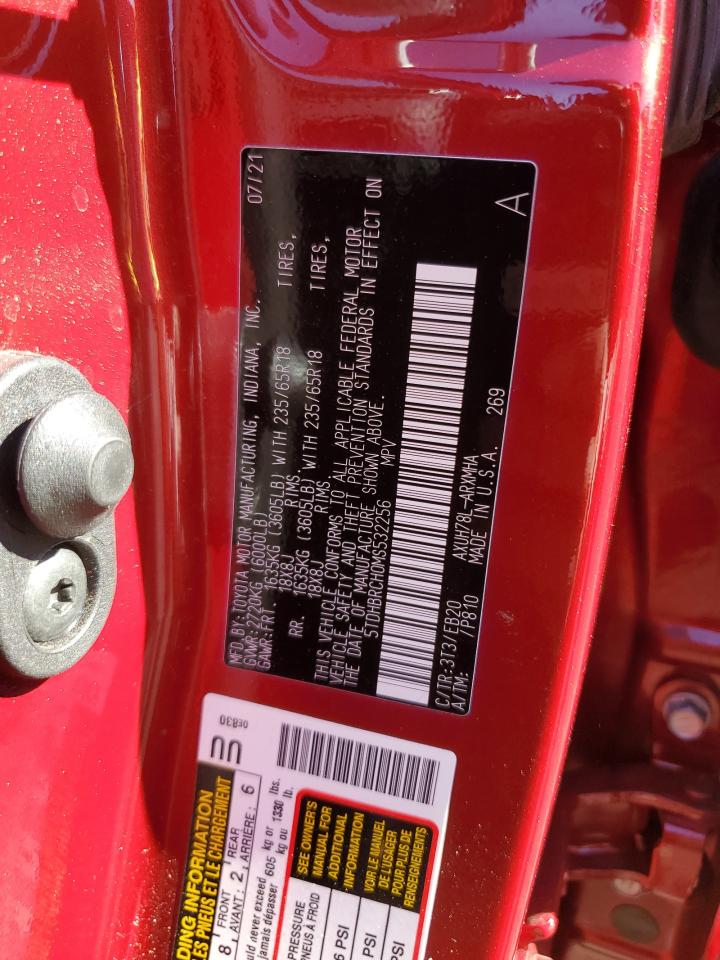 MFD.BY:TOYOTA MOTOR MANUFACTURING, INDIANA, INC. 07/21
GVWR:2720KG (6000LB)
GAWR:FRT. 1635KG (3605LB) WITH 235/65R18 TIRES,
18X8J RIMS
RR. 1635KG (3605LB) WITH 235/65R18 TIRES,
18X8J RIMS
THIS VEHICLE CONFORMS TO ALL APPLICABLE FEDERAL MOTOR
VEHICLE SAFETY AND THEFT PREVENTION STANDARDS IN EFFECT ON
THE DATE OF MANUFACTURE SHOWN ABOVE.
5TDHBRCH0MS532256 MPV
C/TR:3T3/EB20 AXUH78L-ARXMHA
A/TM: /P810 MADE IN U.S.A. 269 A
0E830
INFORMATION
LES PNEUS ET LE CHARGEMENT
8 FRONT 2 REAR 6
AVANT: ARRIÈRE:
never exceed 605 kg or 1330 lbs.
jamais dépasser kg ou lb.
SEE OWNER'S
MANUAL FOR
ADDITIONAL
INFORMATION
VOIR LE MANUEL
DE L'USAGER
POUR PLUS DE
RENSEIGNEMENTS
PRESSURE
À FROID
PSI
PSI
PSI